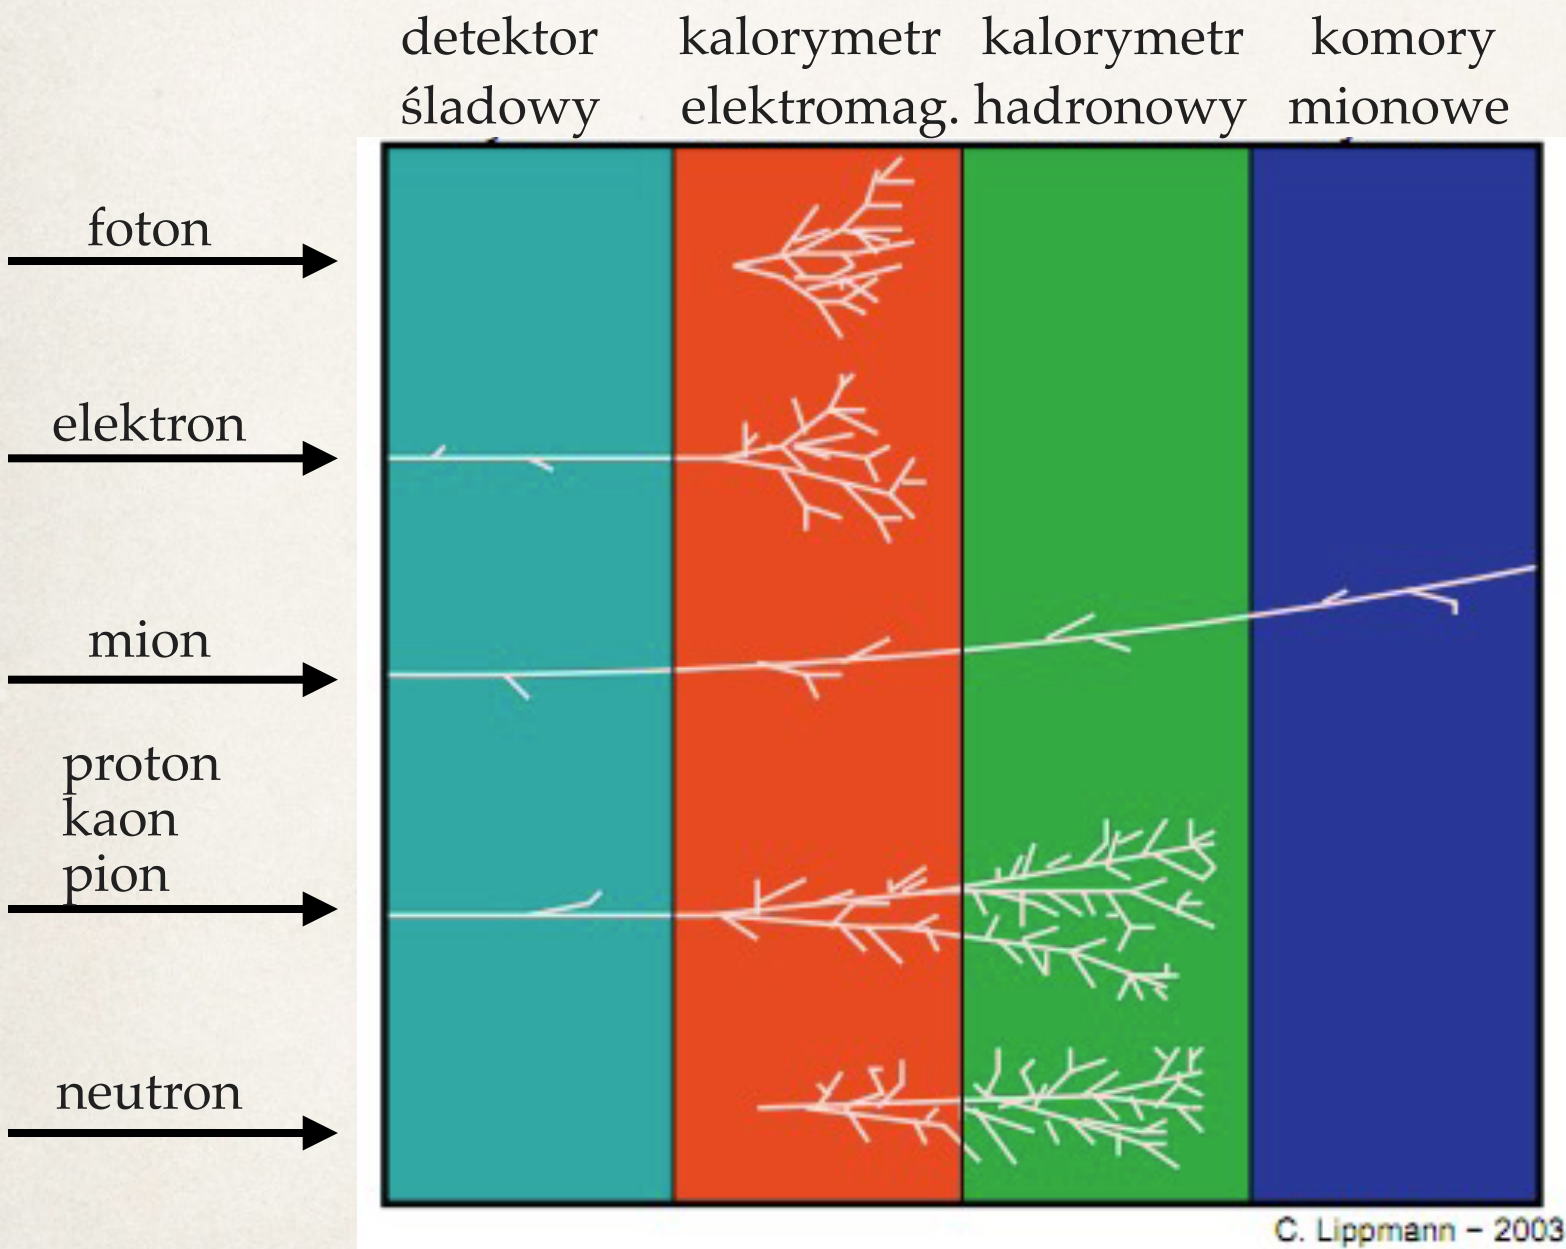 detektor
śladowy
kalorymetr
elektromag.
kalorymetr
hadronowy
komory
mionowe
foton
elektron
mion
proton
kaon
pion
neutron
C. Lippmann – 2003